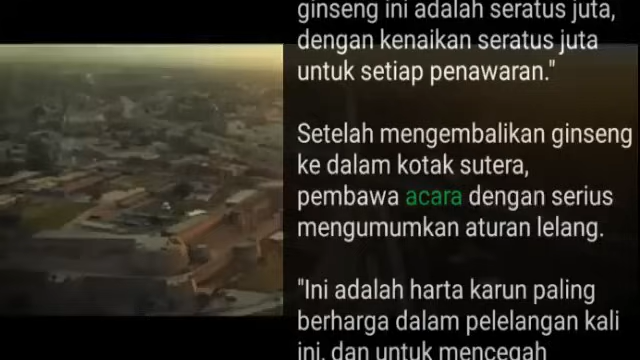 ginseng ini adalah seratus juta,
dengan kenaikan seratus juta
untuk setiap penawaran."
Setelah mengembalikan ginseng
ke dalam kotak sutera,
pembawa acara dengan serius
mengumumkan aturan lelang.
"Ini adalah harta karun paling
berharga dalam pelelangan kali
ini, dan untuk mencegah